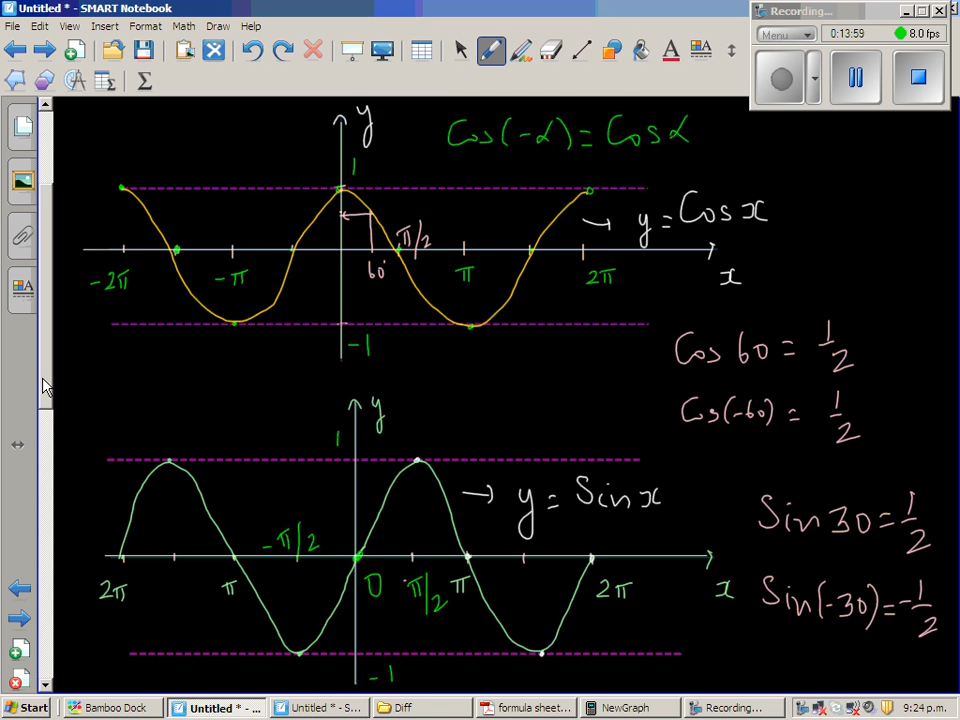 Untitled * - SMART Notebook
File Edit View Insert Format Math Draw Help
Recording...
Menu 0:13:59 8.0 fps
y
Cos(-α) = Cosα
1
→ y = Cos x
π/2
-2π -π 60° π 2π x
-1
Cos 60 = 1/2
Cos(-60) = 1/2
y
1
→ y = Sin x
Sin 30 = 1/2
-π/2
2π π 0 π/2 π 2π x
Sin(-30) = -1/2
-1
Start Bamboo Dock Untitled * - ... Untitled * - S... Diff formula sheet... NewGraph Recording... 9:24 p.m.